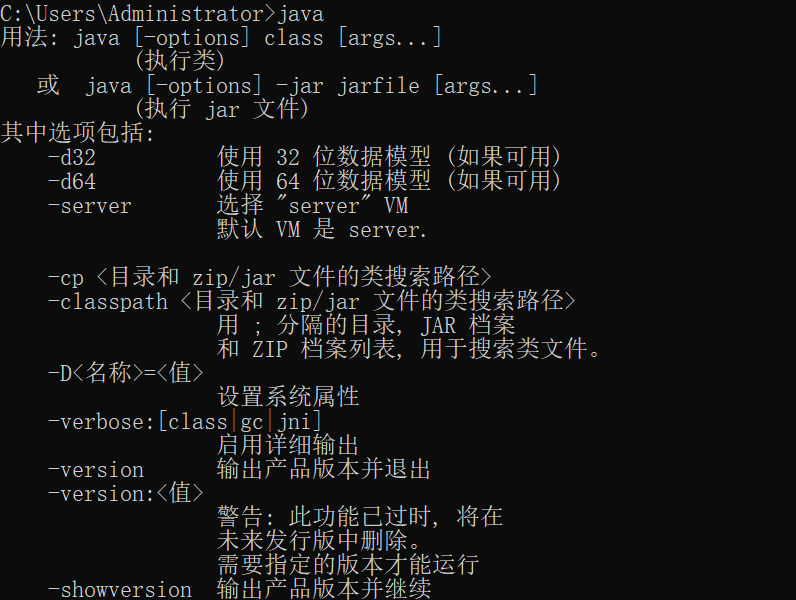 C:\Users\Administrator>java
用法: java [-options] class [args...]
(执行类)
或 java [-options] -jar jarfile [args...]
(执行 jar 文件)
其中选项包括:
-d32 使用 32 位数据模型 (如果可用)
-d64 使用 64 位数据模型 (如果可用)
-server 选择 "server" VM
默认 VM 是 server.
-cp <目录和 zip/jar 文件的类搜索路径>
-classpath <目录和 zip/jar 文件的类搜索路径>
用 ; 分隔的目录, JAR 档案
和 ZIP 档案列表, 用于搜索类文件。
-D<名称>=<值>
设置系统属性
-verbose:[class|gc|jni]
启用详细输出
-version 输出产品版本并退出
-version:<值>
警告: 此功能已过时, 将在
未来发行版中删除。
需要指定的版本才能运行
-showversion 输出产品版本并继续